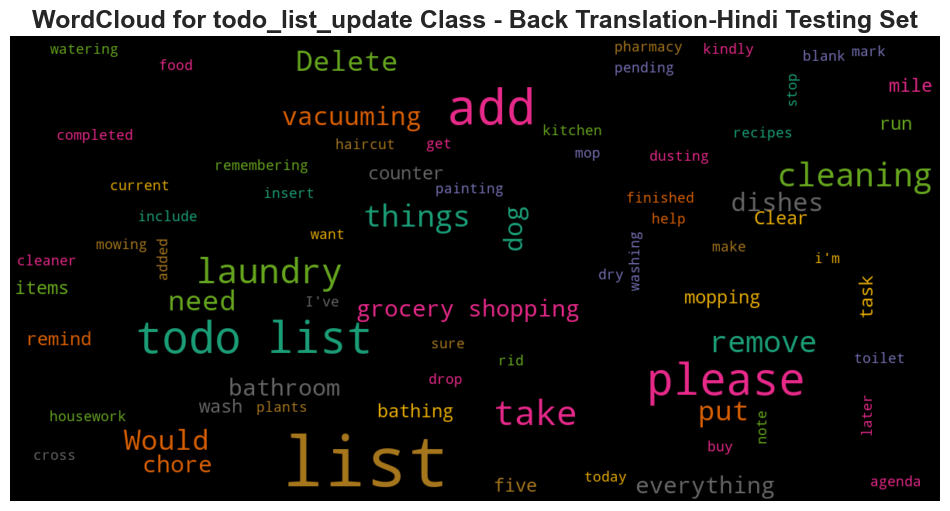 WordCloud for todo_list_update Class - Back Translation-Hindi Testing Set
watering
food
Delete
pharmacy
kindly
pending
blank
mark
stop
mile
vacuuming
add
completed
haircut
get
kitchen
mop
recipes
run
dusting
remembering
counter
cleaning
current
insert
painting
finished
dishes
include
things
dog
help
Clear
want
mowing
added
washing
make
i'm
cleaner
laundry
dry
items
need
I've
grocery shopping
mopping
task
remind
todo list
sure
rid
remove
toilet
drop
please
bathroom
wash
plants
bathing
take
put
note
later
housework
Would
chore
list
buy
cross
five
today
everything
agenda